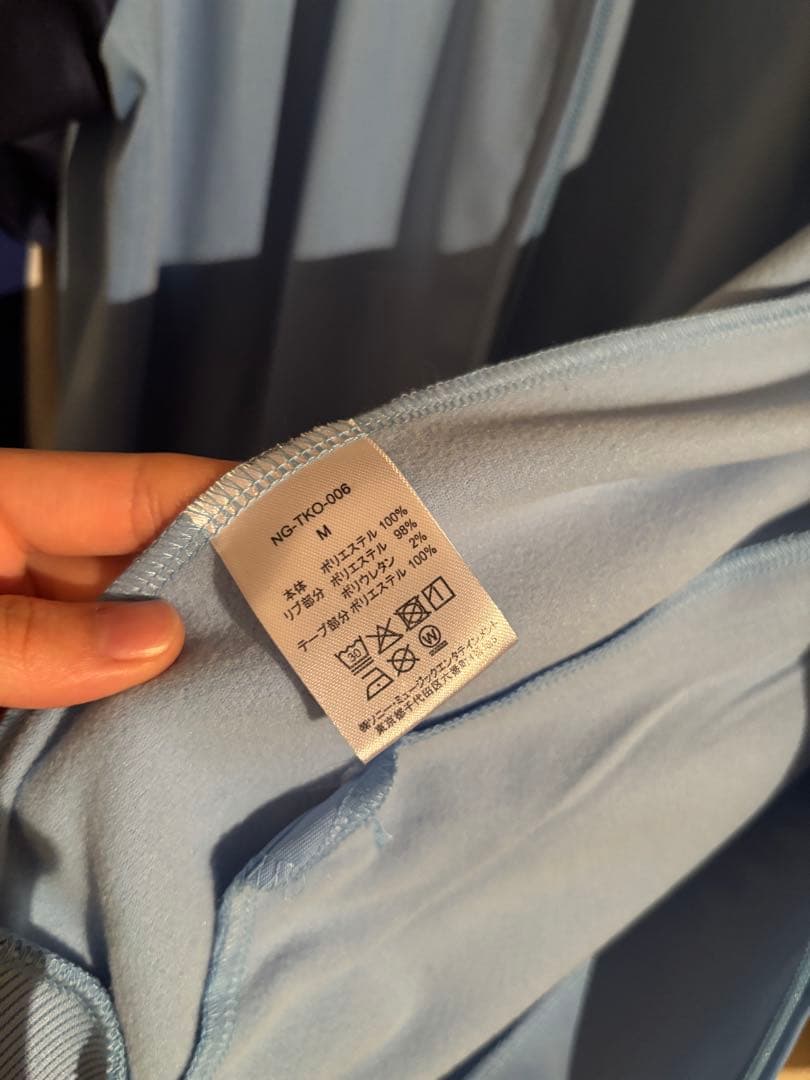 NG-TKO-006
M
本体 ポリエステル 100%
リブ部分 ポリエステル 98%
ポリウレタン 2%
テープ部分 ポリエステル 100%
30
W
㈱ソニー・ミュージックエンタテインメント
東京都千代田区六番町